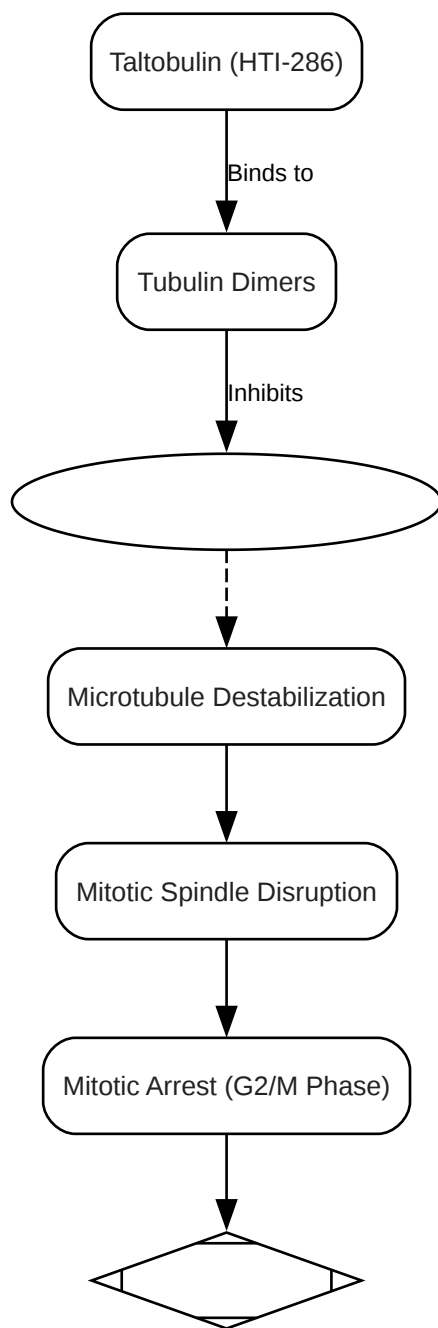 Taltobulin (HTI-286)
Binds to
Tubulin Dimers
Inhibits
Microtubule Destabilization
Mitotic Spindle Disruption
Mitotic Arrest (G2/M Phase)